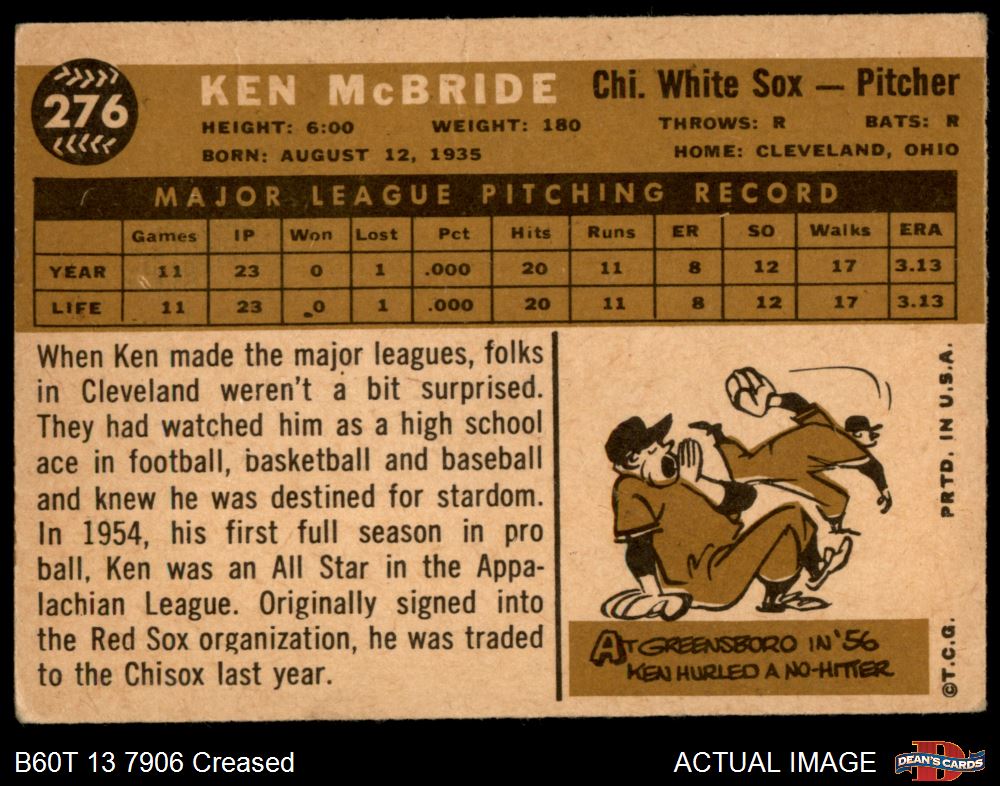 276
KEN McBRIDE Chi. White Sox — Pitcher
HEIGHT: 6:00 WEIGHT: 180 THROWS: R BATS: R
BORN: AUGUST 12, 1935 HOME: CLEVELAND, OHIO
MAJOR LEAGUE PITCHING RECORD
Games IP Won Lost Pct Hits Runs ER SO Walks ERA
YEAR 11 23 0 1 .000 20 11 8 12 17 3.13
LIFE 11 23 0 1 .000 20 11 8 12 17 3.13
When Ken made the major leagues, folks
in Cleveland weren't a bit surprised.
They had watched him as a high school
ace in football, basketball and baseball
and knew he was destined for stardom.
In 1954, his first full season in pro
ball, Ken was an All Star in the Appa-
lachian League. Originally signed into
the Red Sox organization, he was traded
to the Chisox last year.
AT GREENSBORO IN '56
KEN HURLED A NO-HITTER
©T.C.G. PRTD. IN U.S.A.
B60T 13 7906 Creased ACTUAL IMAGE
D
DEAN'S CARDS